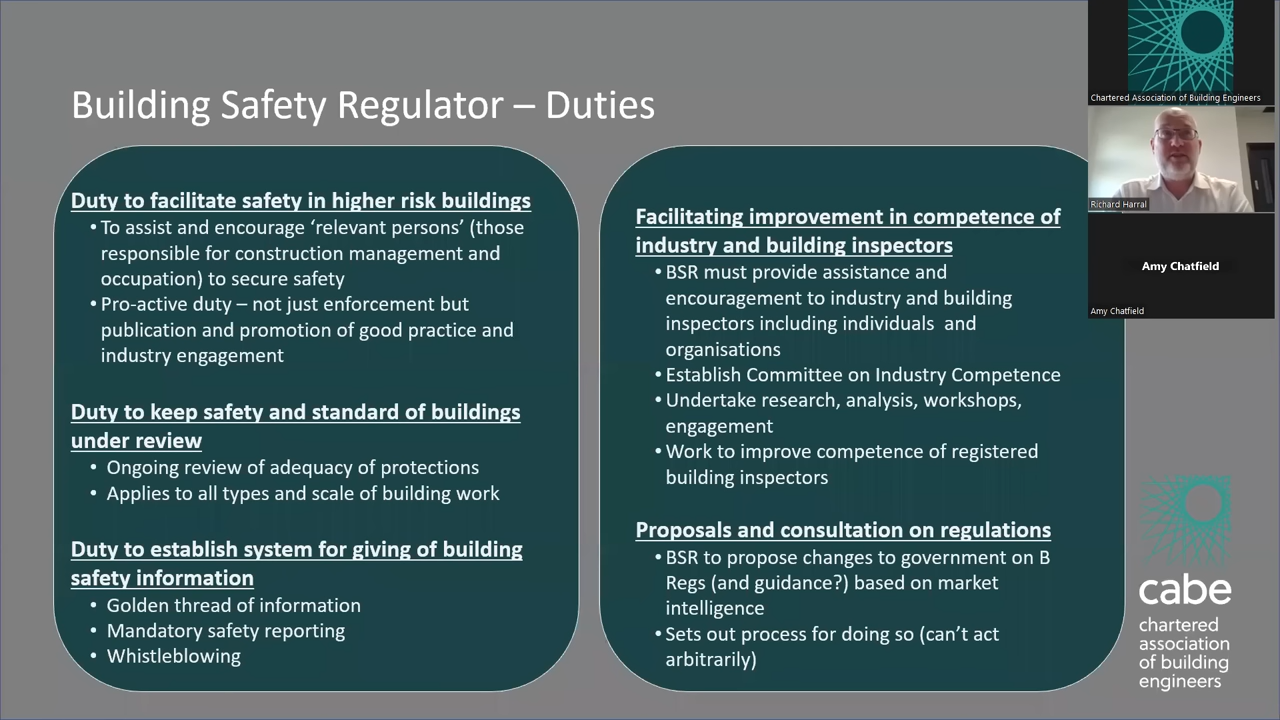 Building Safety Regulator – Duties
Duty to facilitate safety in higher risk buildings
• To assist and encourage ‘relevant persons’ (those
responsible for construction management and
occupation) to secure safety
• Pro-active duty – not just enforcement but
publication and promotion of good practice and
industry engagement
Duty to keep safety and standard of buildings
under review
• Ongoing review of adequacy of protections
• Applies to all types and scale of building work
Duty to establish system for giving of building
safety information
• Golden thread of information
• Mandatory safety reporting
• Whistleblowing
Facilitating improvement in competence of
industry and building inspectors
• BSR must provide assistance and
encouragement to industry and building
inspectors including individuals and
organisations
• Establish Committee on Industry Competence
• Undertake research, analysis, workshops,
engagement
• Work to improve competence of registered
building inspectors
Proposals and consultation on regulations
• BSR to propose changes to government on B
Regs (and guidance?) based on market
intelligence
• Sets out process for doing so (can’t act
arbitrarily)
Chartered Association of Building Engineers
Richard Harral
Amy Chatfield
Amy Chatfield
cabe
chartered
association
of building
engineers